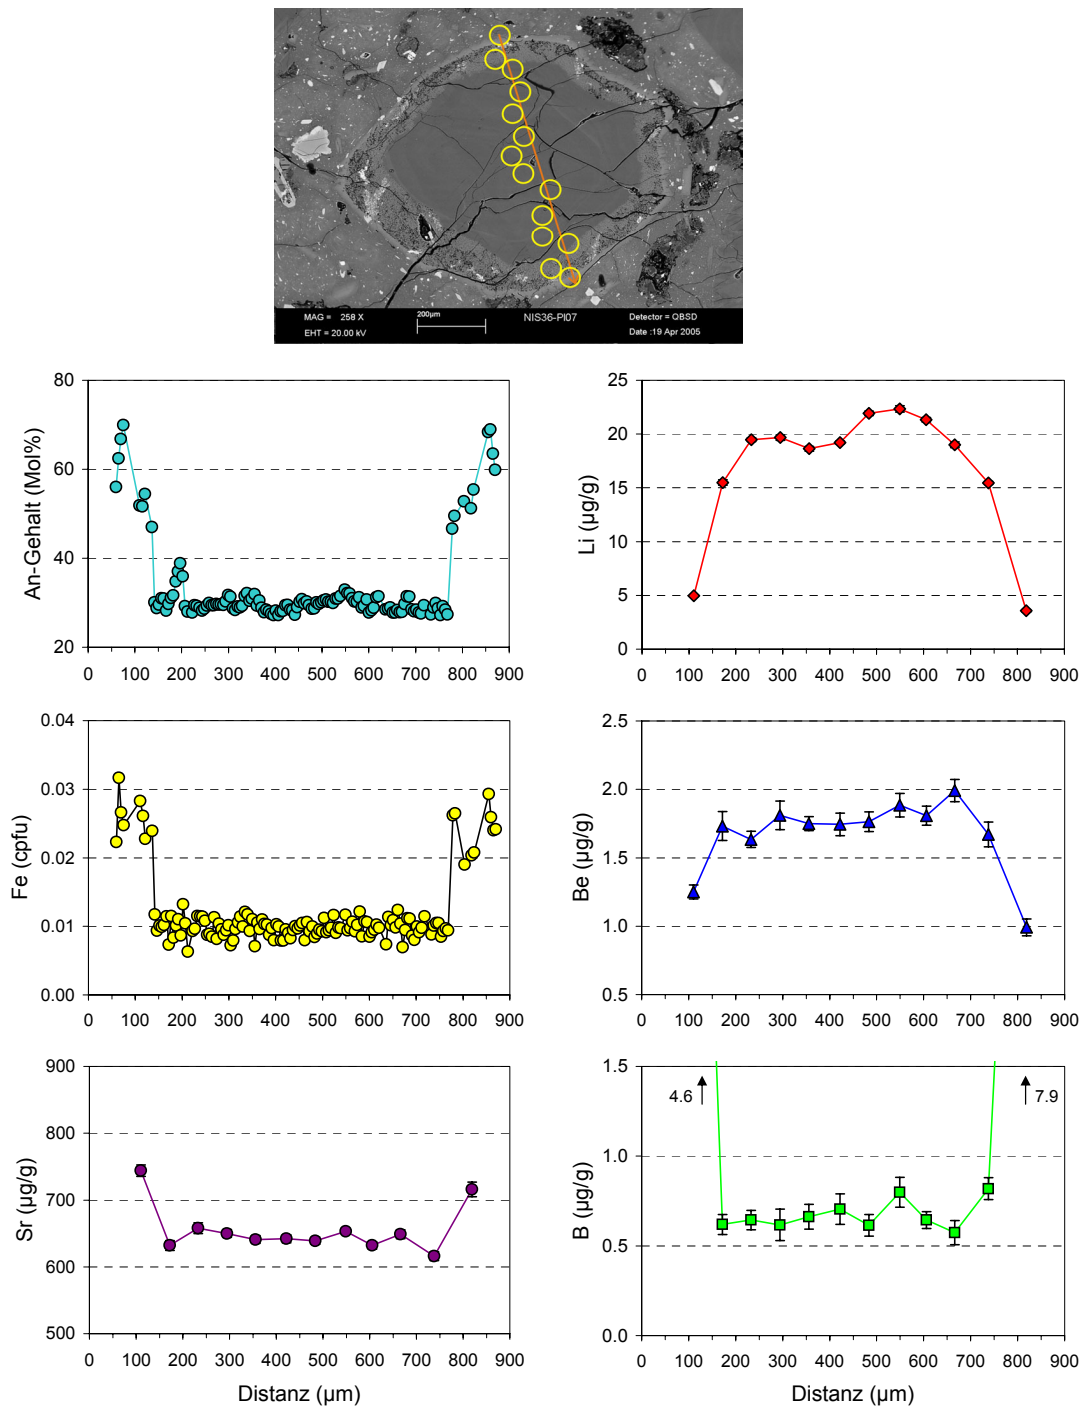 MAG = 258 X
200µm
NIS36-Pl07
Detector = QBSD
EHT = 20.00 kV
Date :19 Apr 2005
An-Gehalt (Mol%)
80
60
40
20
0 100 200 300 400 500 600 700 800 900
Li (µg/g)
25
20
15
10
5
0
0 100 200 300 400 500 600 700 800 900
Fe (cpfu)
0.04
0.03
0.02
0.01
0.00
0 100 200 300 400 500 600 700 800 900
Be (µg/g)
2.5
2.0
1.5
1.0
0.5
0 100 200 300 400 500 600 700 800 900
Sr (µg/g)
900
800
700
600
500
0 100 200 300 400 500 600 700 800 900
Distanz (µm)
B (µg/g)
1.5
4.6
7.9
1.0
0.5
0.0
0 100 200 300 400 500 600 700 800 900
Distanz (µm)